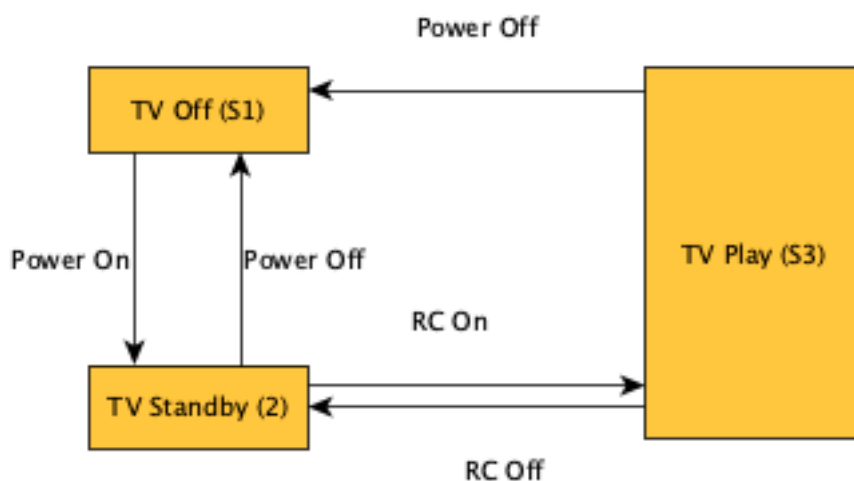 Power Off
TV Off (S1)
TV Play (S3)
Power On
Power Off
RC On
TV Standby (2)
RC Off